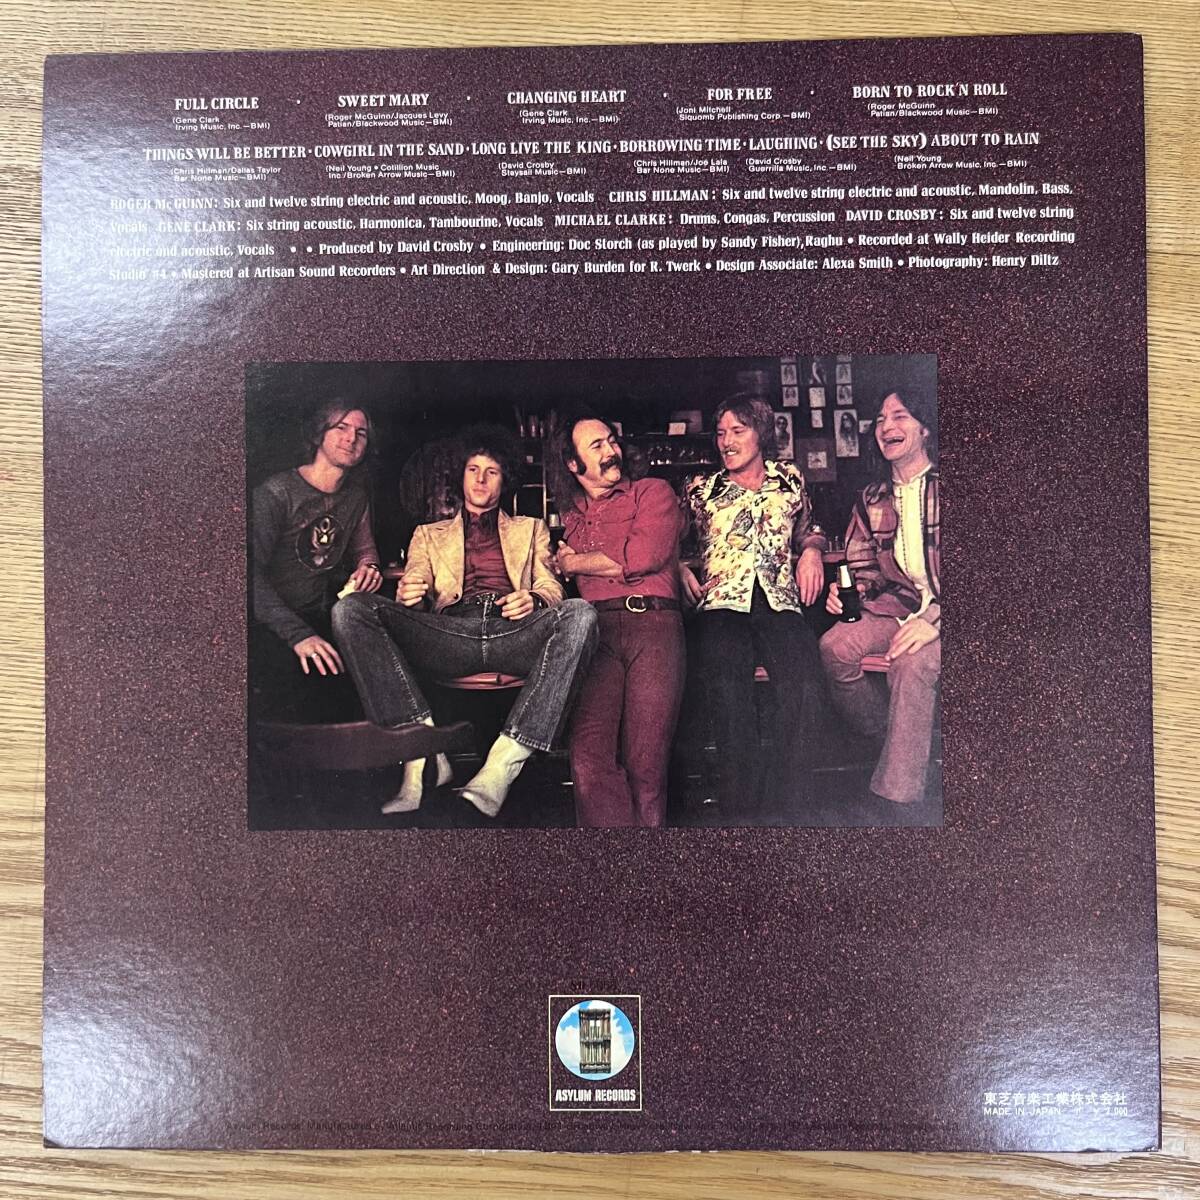 FULL CIRCLE · SWEET MARY · CHANGING HEART · FOR FREE · BORN TO ROCK'N ROLL
(Gene Clark (Roger McGuinn/Jacques Levy (Gene Clark (Joni Mitchell (Roger McGuinn
Irving Music, Inc.—BMI) Patian/Blackwood Music—BMI) Irving Music, Inc.—BMI) Siquomb Publishing Corp.—BMI) Patian/Blackwood Music—BMI)
THINGS WILL BE BETTER · COWGIRL IN THE SAND · LONG LIVE THE KING · BORROWING TIME · LAUGHING · (SEE THE SKY) ABOUT TO RAIN
(Chris Hillman/Dallas Taylor (Neil Young • Cotillion Music (David Crosby (Chris Hillman/Joe Lala (David Crosby (Neil Young
Bar None Music—BMI) Inc./Broken Arrow Music—BMI) Staysail Music—BMI) Bar None Music—BMI) Guerrilla Music, Inc.—BMI) Broken Arrow Music, Inc.—BMI)
ROGER McGUINN: Six and twelve string electric and acoustic, Moog, Banjo, Vocals CHRIS HILLMAN: Six and twelve string electric and acoustic, Mandolin, Bass,
Vocals GENE CLARK: Six string acoustic, Harmonica, Tambourine, Vocals MICHAEL CLARKE: Drums, Congas, Percussion DAVID CROSBY: Six and twelve string
electric and acoustic, Vocals • • Produced by David Crosby • Engineering: Doc Storch (as played by Sandy Fisher), Raghu • Recorded at Wally Heider Recording
Studio #4 • Mastered at Artisan Sound Recorders • Art Direction & Design: Gary Burden for R. Twerk • Design Associate: Alexa Smith • Photography: Henry Diltz
ASYLUM RECORDS
東芝音楽工業株式会社
MADE IN JAPAN